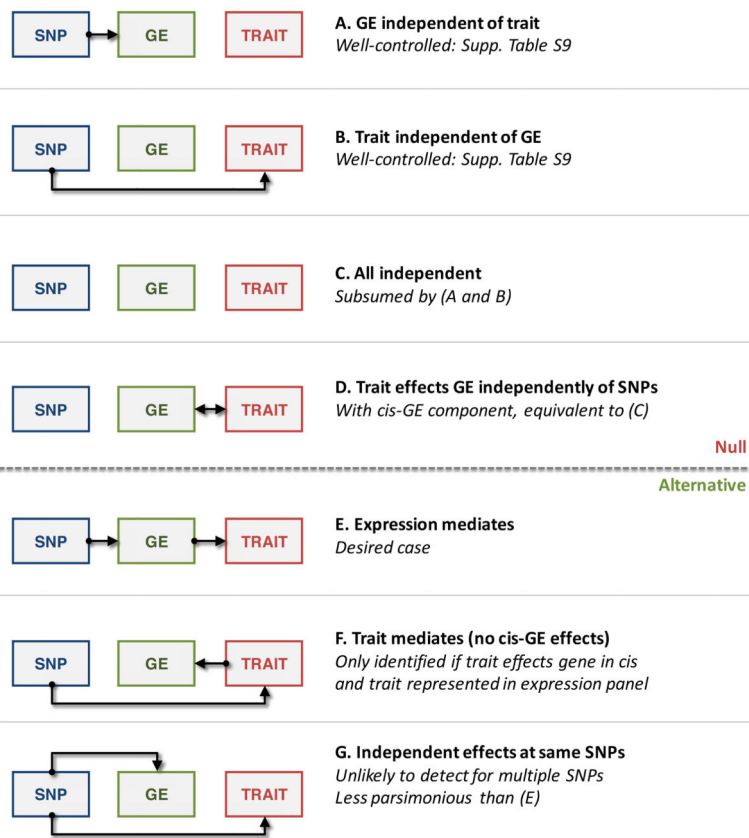 SNP GE TRAIT
A. GE independent of trait
Well-controlled: Supp. Table S9
SNP GE TRAIT
B. Trait independent of GE
Well-controlled: Supp. Table S9
SNP GE TRAIT
C. All independent
Subsumed by (A and B)
SNP GE TRAIT
D. Trait effects GE independently of SNPs
With cis-GE component, equivalent to (C)
Null
Alternative
SNP GE TRAIT
E. Expression mediates
Desired case
SNP GE TRAIT
F. Trait mediates (no cis-GE effects)
Only identified if trait effects gene in cis
and trait represented in expression panel
SNP GE TRAIT
G. Independent effects at same SNPs
Unlikely to detect for multiple SNPs
Less parsimonious than (E)